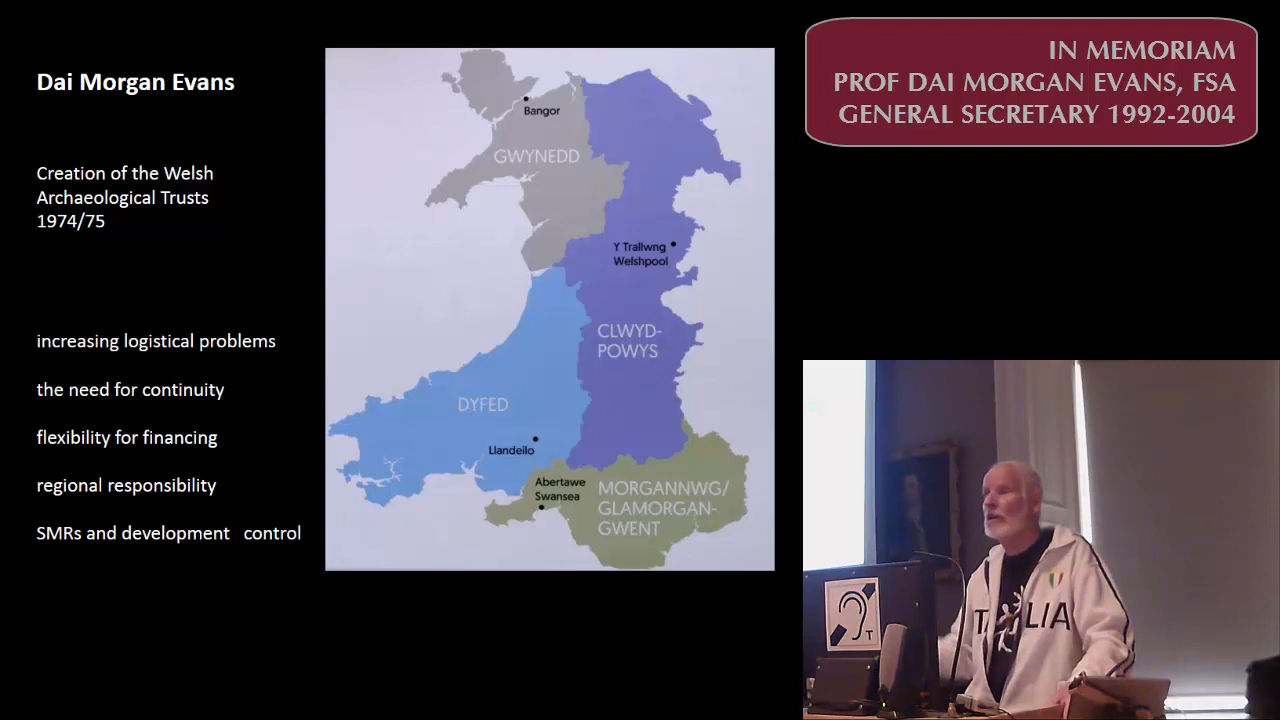 Dai Morgan Evans
Creation of the Welsh
Archaeological Trusts
1974/75
increasing logistical problems
the need for continuity
flexibility for financing
regional responsibility
SMRs and development control
Bangor
GWYNEDD
Y Trallwng
Welshpool
CLWYD-
POWYS
DYFED
Llandeilo
Abertawe
Swansea
MORGANNWG/
GLAMORGAN-
GWENT
IN MEMORIAM
PROF DAI MORGAN EVANS, FSA
GENERAL SECRETARY 1992-2004
T